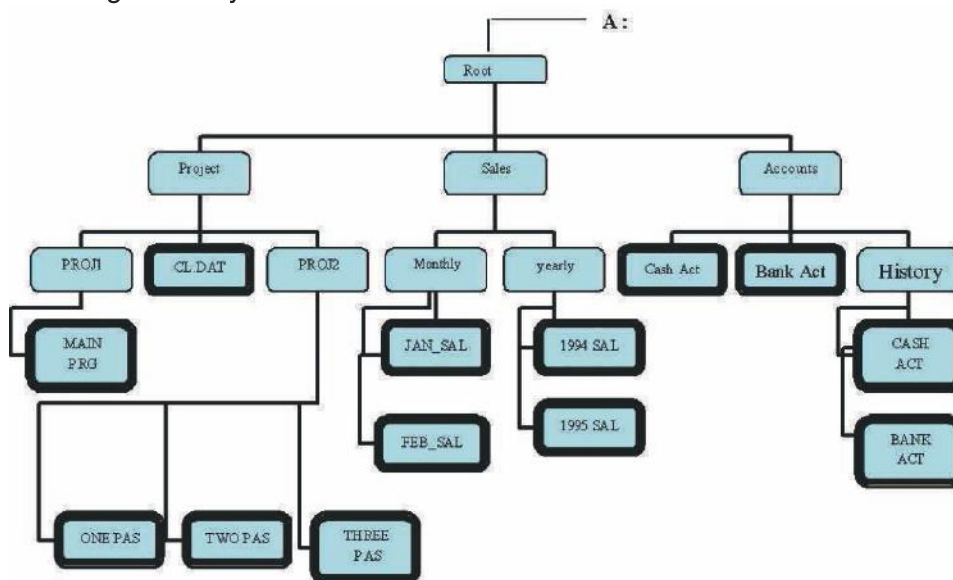 A:
Root
Project
Sales
Accounts
PROJ1
CL.DAT
PROJ2
Monthly
yearly
Cash Act
Bank Act
History
MAIN
PRG
JAN_SAL
1994 SAL
CASH
ACT
FEB_SAL
1995 SAL
BANK
ACT
ONE PAS
TWO PAS
THREE
PAS